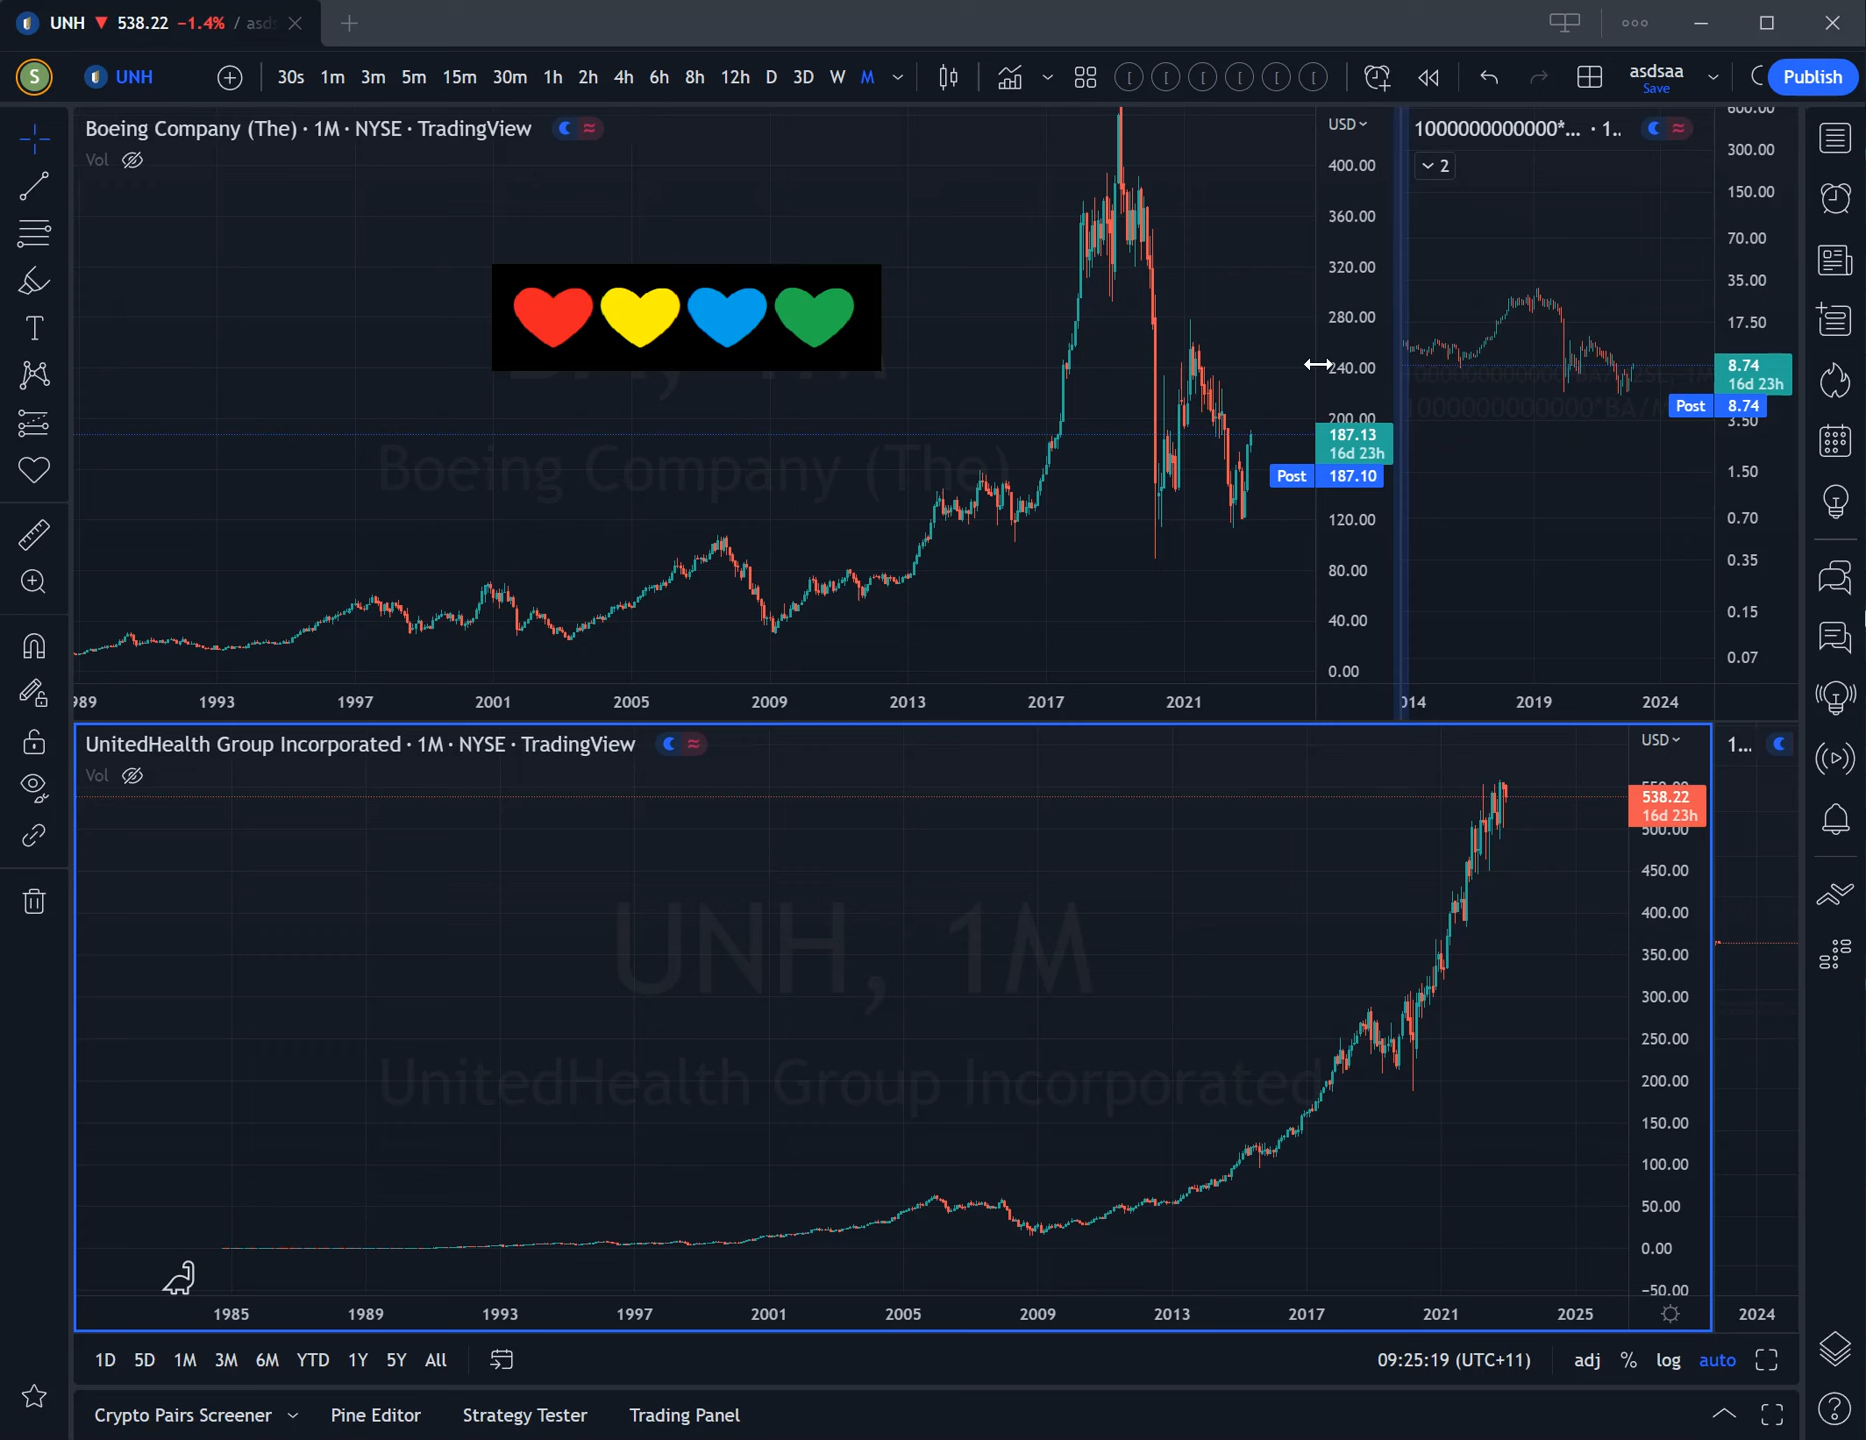 UNH ▼ 538.22 −1.4% / asds
S UNH 30s 1m 3m 5m 15m 30m 1h 2h 4h 6h 8h 12h D 3D W M
asdsaa
Save
Publish
Boeing Company (The) · 1M · NYSE · TradingView
Vol
USD
400.00
360.00
320.00
280.00
240.00
200.00
187.13
16d 23h
Post 187.10
120.00
80.00
40.00
0.00
Boeing Company (The)
1989 1993 1997 2001 2005 2009 2013 2017 2021
1000000000000*... · 1..
2
600.00
300.00
150.00
70.00
35.00
17.50
8.74
16d 23h
Post 8.74
3.50
1.50
0.70
0.35
0.15
0.07
2014 2019 2024
UnitedHealth Group Incorporated · 1M · NYSE · TradingView
Vol
USD
538.22
16d 23h
500.00
450.00
400.00
350.00
300.00
250.00
200.00
150.00
100.00
50.00
0.00
−50.00
UNH, 1M
UnitedHealth Group Incorporated
1985 1989 1993 1997 2001 2005 2009 2013 2017 2021 2025
1...
2024
1D 5D 1M 3M 6M YTD 1Y 5Y All
09:25:19 (UTC+11) adj % log auto
Crypto Pairs Screener Pine Editor Strategy Tester Trading Panel